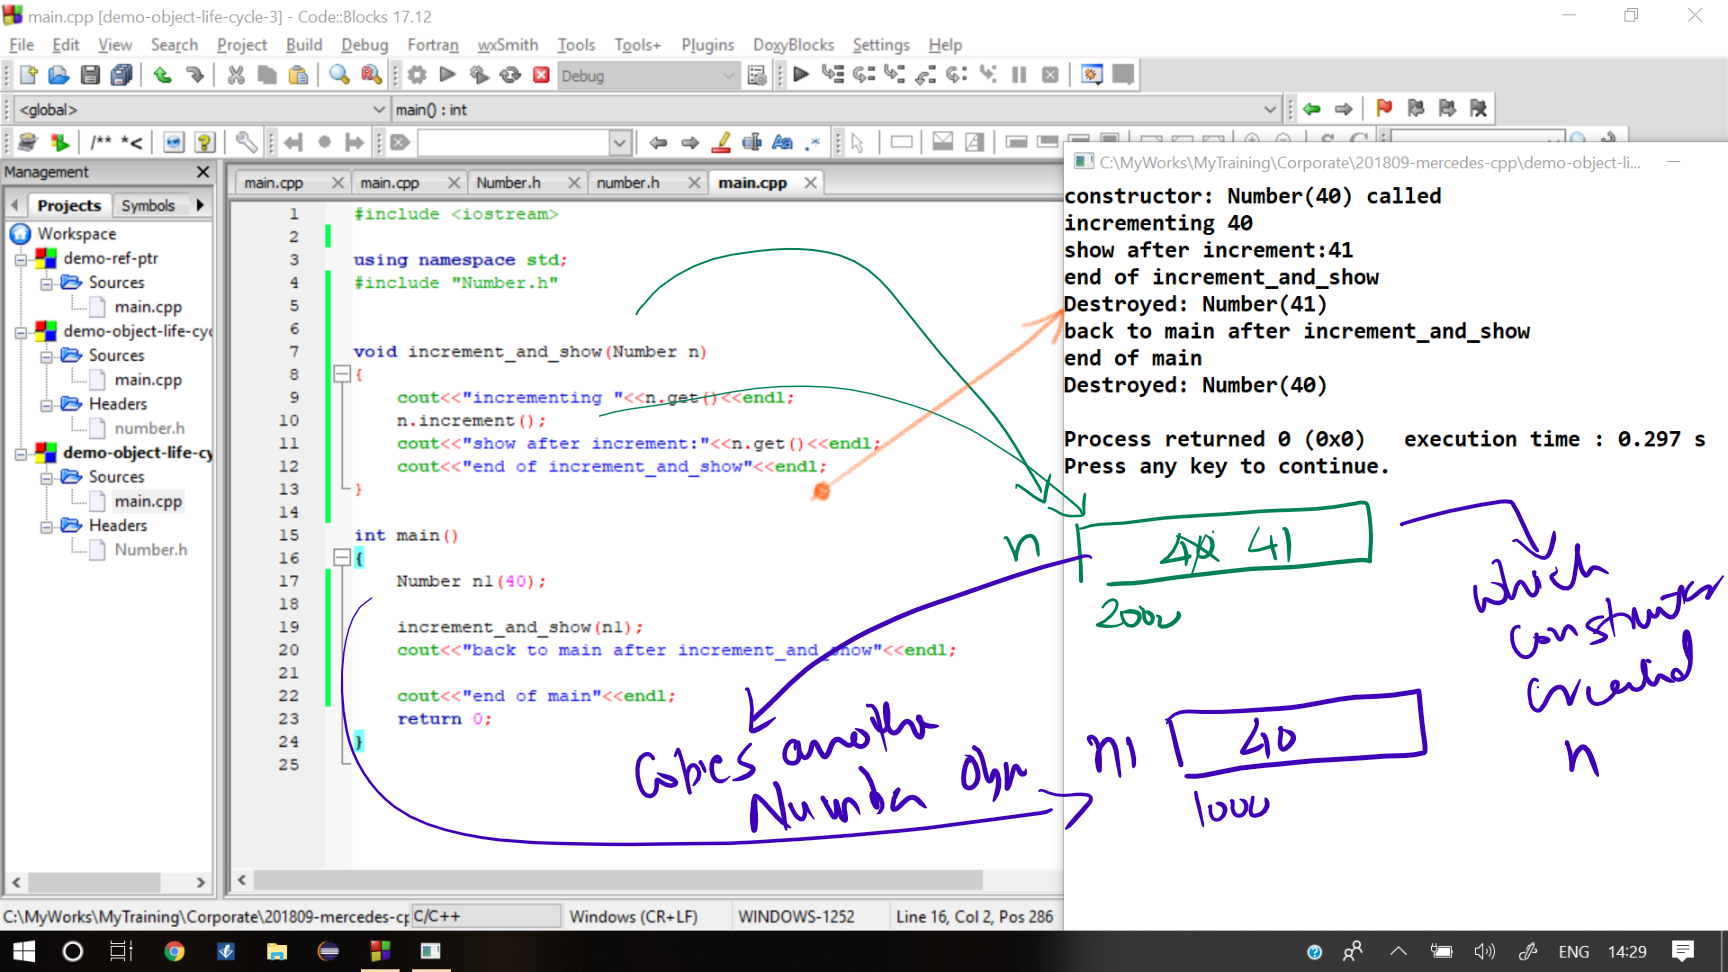 main.cpp [demo-object-life-cycle-3] - Code::Blocks 17.12
File Edit View Search Project Build Debug Fortran wxSmith Tools Tools+ Plugins DoxyBlocks Settings Help
Debug
<global>
main() : int
/** *<
Management
Projects Symbols
Workspace
demo-ref-ptr
Sources
main.cpp
demo-object-life-cyc
Sources
main.cpp
Headers
number.h
demo-object-life-cy
Sources
main.cpp
Headers
Number.h
main.cpp main.cpp Number.h number.h main.cpp
1 #include <iostream>
2
3 using namespace std;
4 #include "Number.h"
5
6
7 void increment_and_show(Number n)
8 {
9 cout<<"incrementing "<<n.get()<<endl;
10 n.increment();
11 cout<<"show after increment:"<<n.get()<<endl;
12 cout<<"end of increment_and_show"<<endl;
13 }
14
15 int main()
16 {
17 Number n1(40);
18
19 increment_and_show(n1);
20 cout<<"back to main after increment_and_show"<<endl;
21
22 cout<<"end of main"<<endl;
23 return 0;
24 }
25
C:\MyWorks\MyTraining\Corporate\201809-mercedes-cpp\demo-object-li...
constructor: Number(40) called
incrementing 40
show after increment:41
end of increment_and_show
Destroyed: Number(41)
back to main after increment_and_show
end of main
Destroyed: Number(40)
Process returned 0 (0x0) execution time : 0.297 s
Press any key to continue.
n 40 41
2000
which
constructor
created
n
Copies another
Number
n1 40
1000
C:\MyWorks\MyTraining\Corporate\201809-mercedes-cp C/C++ Windows (CR+LF) WINDOWS-1252 Line 16, Col 2, Pos 286
ENG 14:29